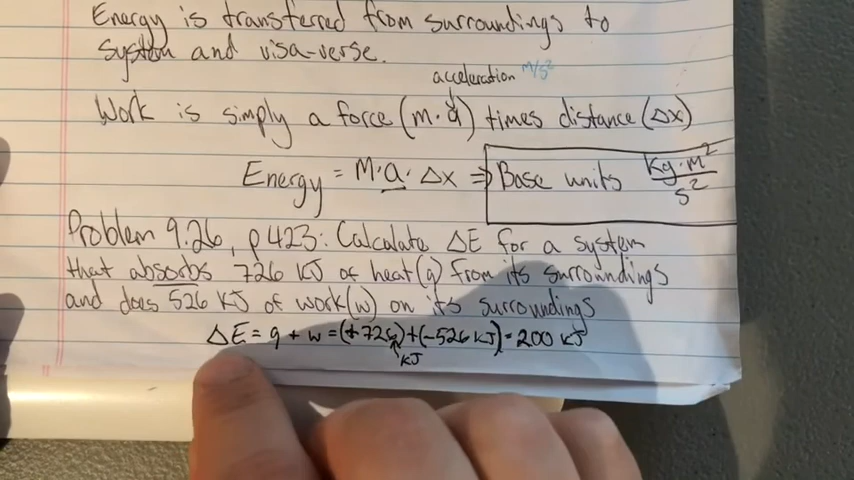 Energy is transferred from surroundings to
system and visa-verse.
acceleration m/s²
Work is simply a force (m·a) times distance (Δx)
Energy = m·a·Δx ⇒ Base units kg·m²/s²
Problem 9.26, p423: Calculate ΔE for a system
that absorbs 726 KJ of heat (q) from its surroundings
and does 526 KJ of work (w) on its surroundings
ΔE = q + w = (+726) + (-526 KJ) = 200 KJ
KJ